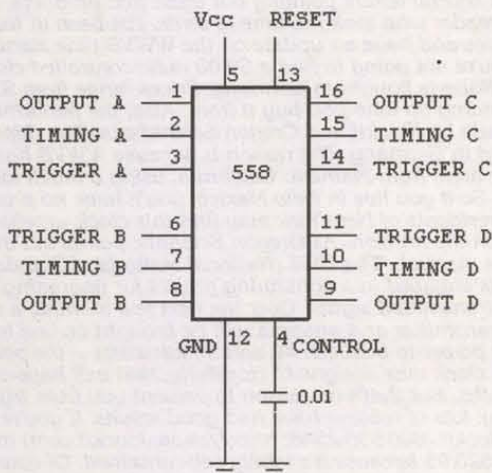 Vcc RESET
5 13
OUTPUT A 1 16 OUTPUT C
TIMING A 2 15 TIMING C
TRIGGER A 3 14 TRIGGER C
558
TRIGGER B 6 11 TRIGGER D
TIMING B 7 10 TIMING D
OUTPUT B 8 9 OUTPUT D
GND 12 4 CONTROL
0.01